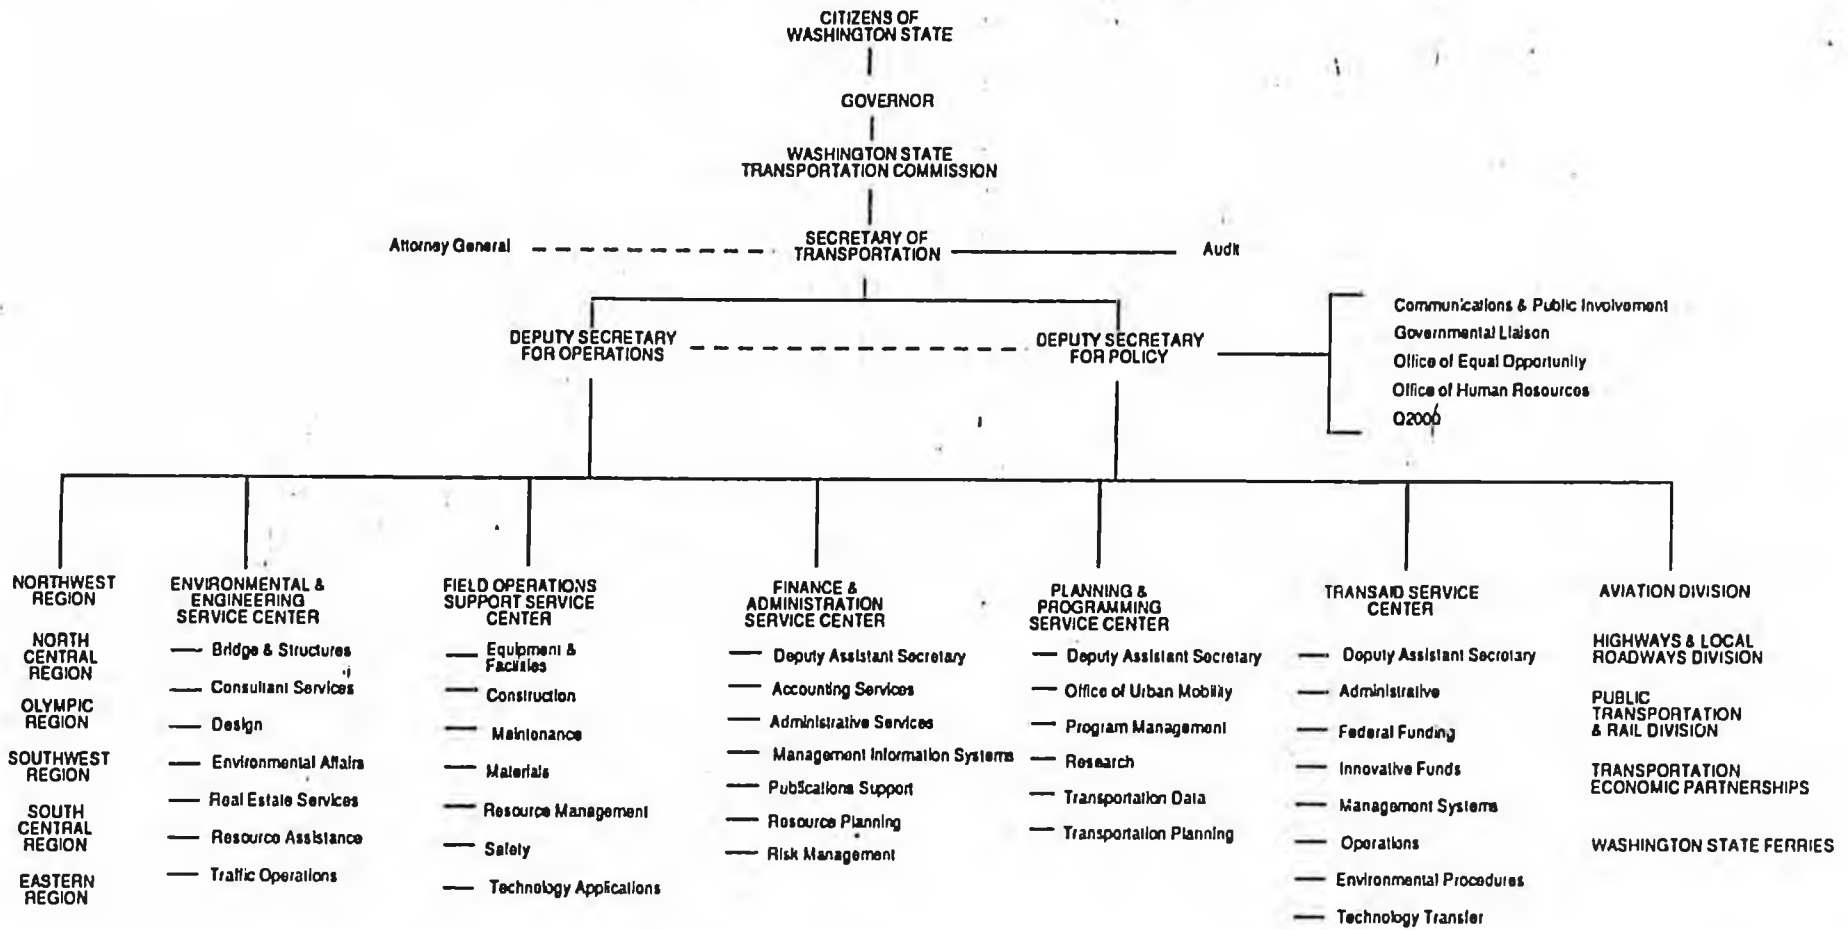 CITIZENS OF
WASHINGTON STATE
GOVERNOR
WASHINGTON STATE
TRANSPORTATION COMMISSION
Attorney General
SECRETARY OF
TRANSPORTATION
Audit
DEPUTY SECRETARY
FOR OPERATIONS
DEPUTY SECRETARY
FOR POLICY
Communications & Public Involvement
Governmental Liaison
Office of Equal Opportunity
Office of Human Resources
Q2000
NORTHWEST
REGION
NORTH
CENTRAL
REGION
OLYMPIC
REGION
SOUTHWEST
REGION
SOUTH
CENTRAL
REGION
EASTERN
REGION
ENVIRONMENTAL &
ENGINEERING
SERVICE CENTER
Bridge & Structures
Consultant Services
Design
Environmental Affairs
Real Estate Services
Resource Assistance
Traffic Operations
FIELD OPERATIONS
SUPPORT SERVICE
CENTER
Equipment &
Facilities
Construction
Maintenance
Materials
Resource Management
Safety
Technology Applications
FINANCE &
ADMINISTRATION
SERVICE CENTER
Deputy Assistant Secretary
Accounting Services
Administrative Services
Management Information Systems
Publications Support
Resource Planning
Risk Management
PLANNING &
PROGRAMMING
SERVICE CENTER
Deputy Assistant Secretary
Office of Urban Mobility
Program Management
Research
Transportation Data
Transportation Planning
TRANSAID SERVICE
CENTER
Deputy Assistant Secretary
Administrative
Federal Funding
Innovative Funds
Management Systems
Operations
Environmental Procedures
Technology Transfer
AVIATION DIVISION
HIGHWAYS & LOCAL
ROADWAYS DIVISION
PUBLIC
TRANSPORTATION
& RAIL DIVISION
TRANSPORTATION
ECONOMIC PARTNERSHIPS
WASHINGTON STATE FERRIES